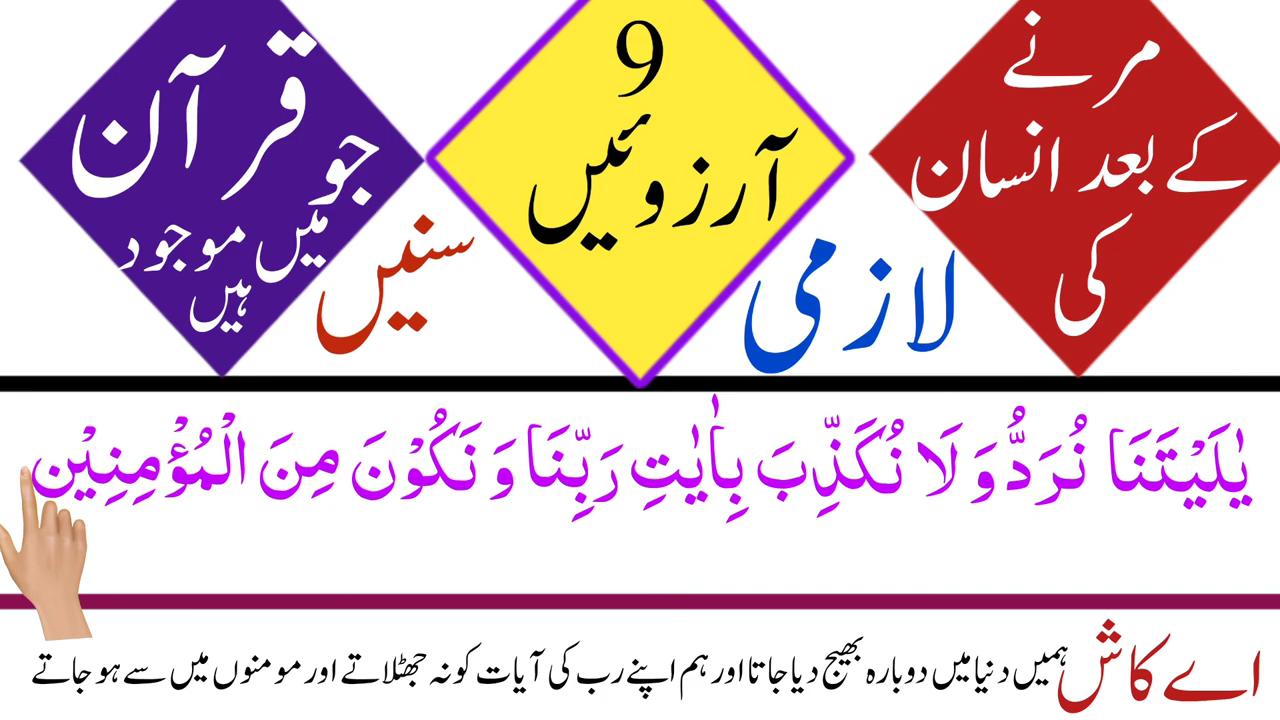 مرنے
کے بعد انسان
کی
9
آرزوئیں
جو قرآن
میں موجود
ہیں
لازمی
سنیں
یٰلَیْتَنَا نُرَدُّ وَ لَا نُكَذِّبَ بِاٰیٰتِ رَبِّنَا وَ نَكُوْنَ مِنَ الْمُؤْمِنِیْن
اے کاش ہمیں دنیا میں دوبارہ بھیج دیا جاتا اور ہم اپنے رب کی آیات کو نہ جھٹلاتے اور مومنوں میں سے ہو جاتے